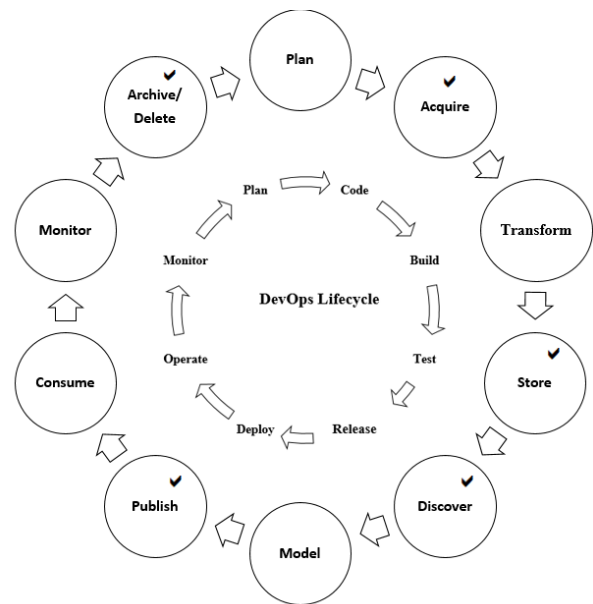 Plan
Acquire
Transform
Store
Discover
Model
Publish
Consume
Monitor
Archive/
Delete
Plan
Code
Build
Test
Release
Deploy
Operate
Monitor
DevOps Lifecycle